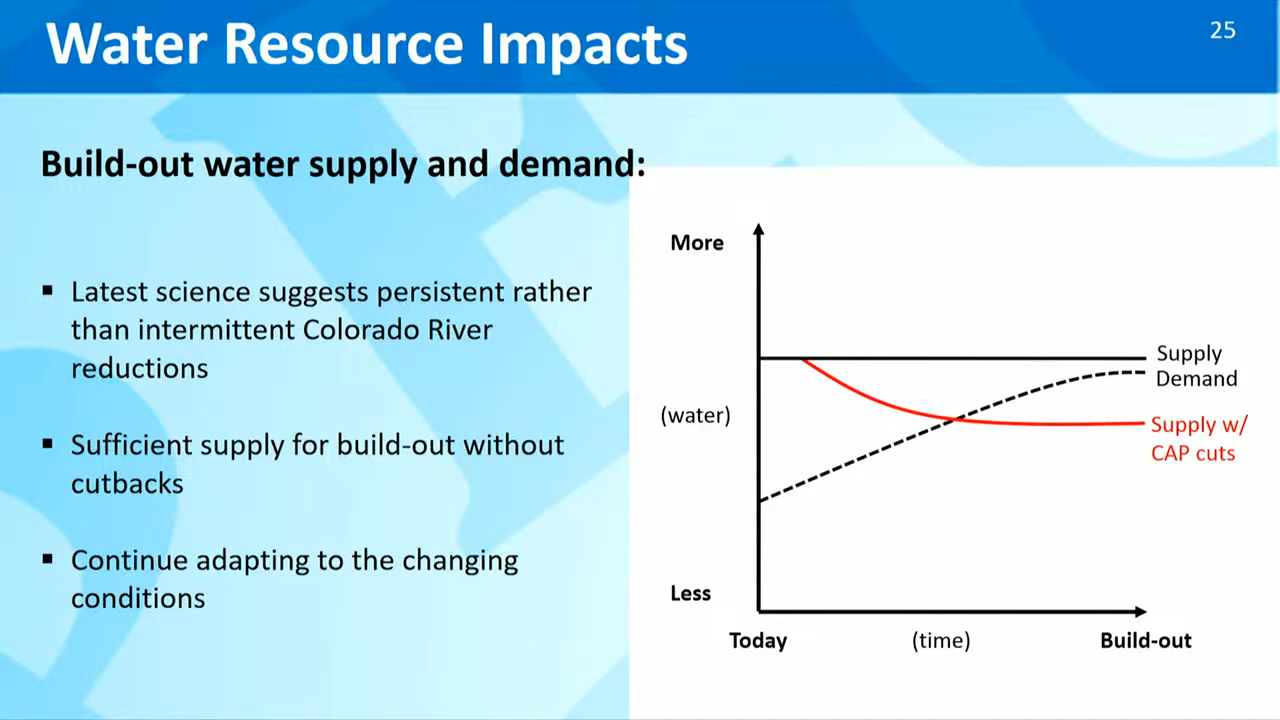 Water Resource Impacts
25
Build-out water supply and demand:
▪ Latest science suggests persistent rather
than intermittent Colorado River
reductions
▪ Sufficient supply for build-out without
cutbacks
▪ Continue adapting to the changing
conditions
More
(water)
Less
Supply
Demand
Supply w/
CAP cuts
Today
(time)
Build-out